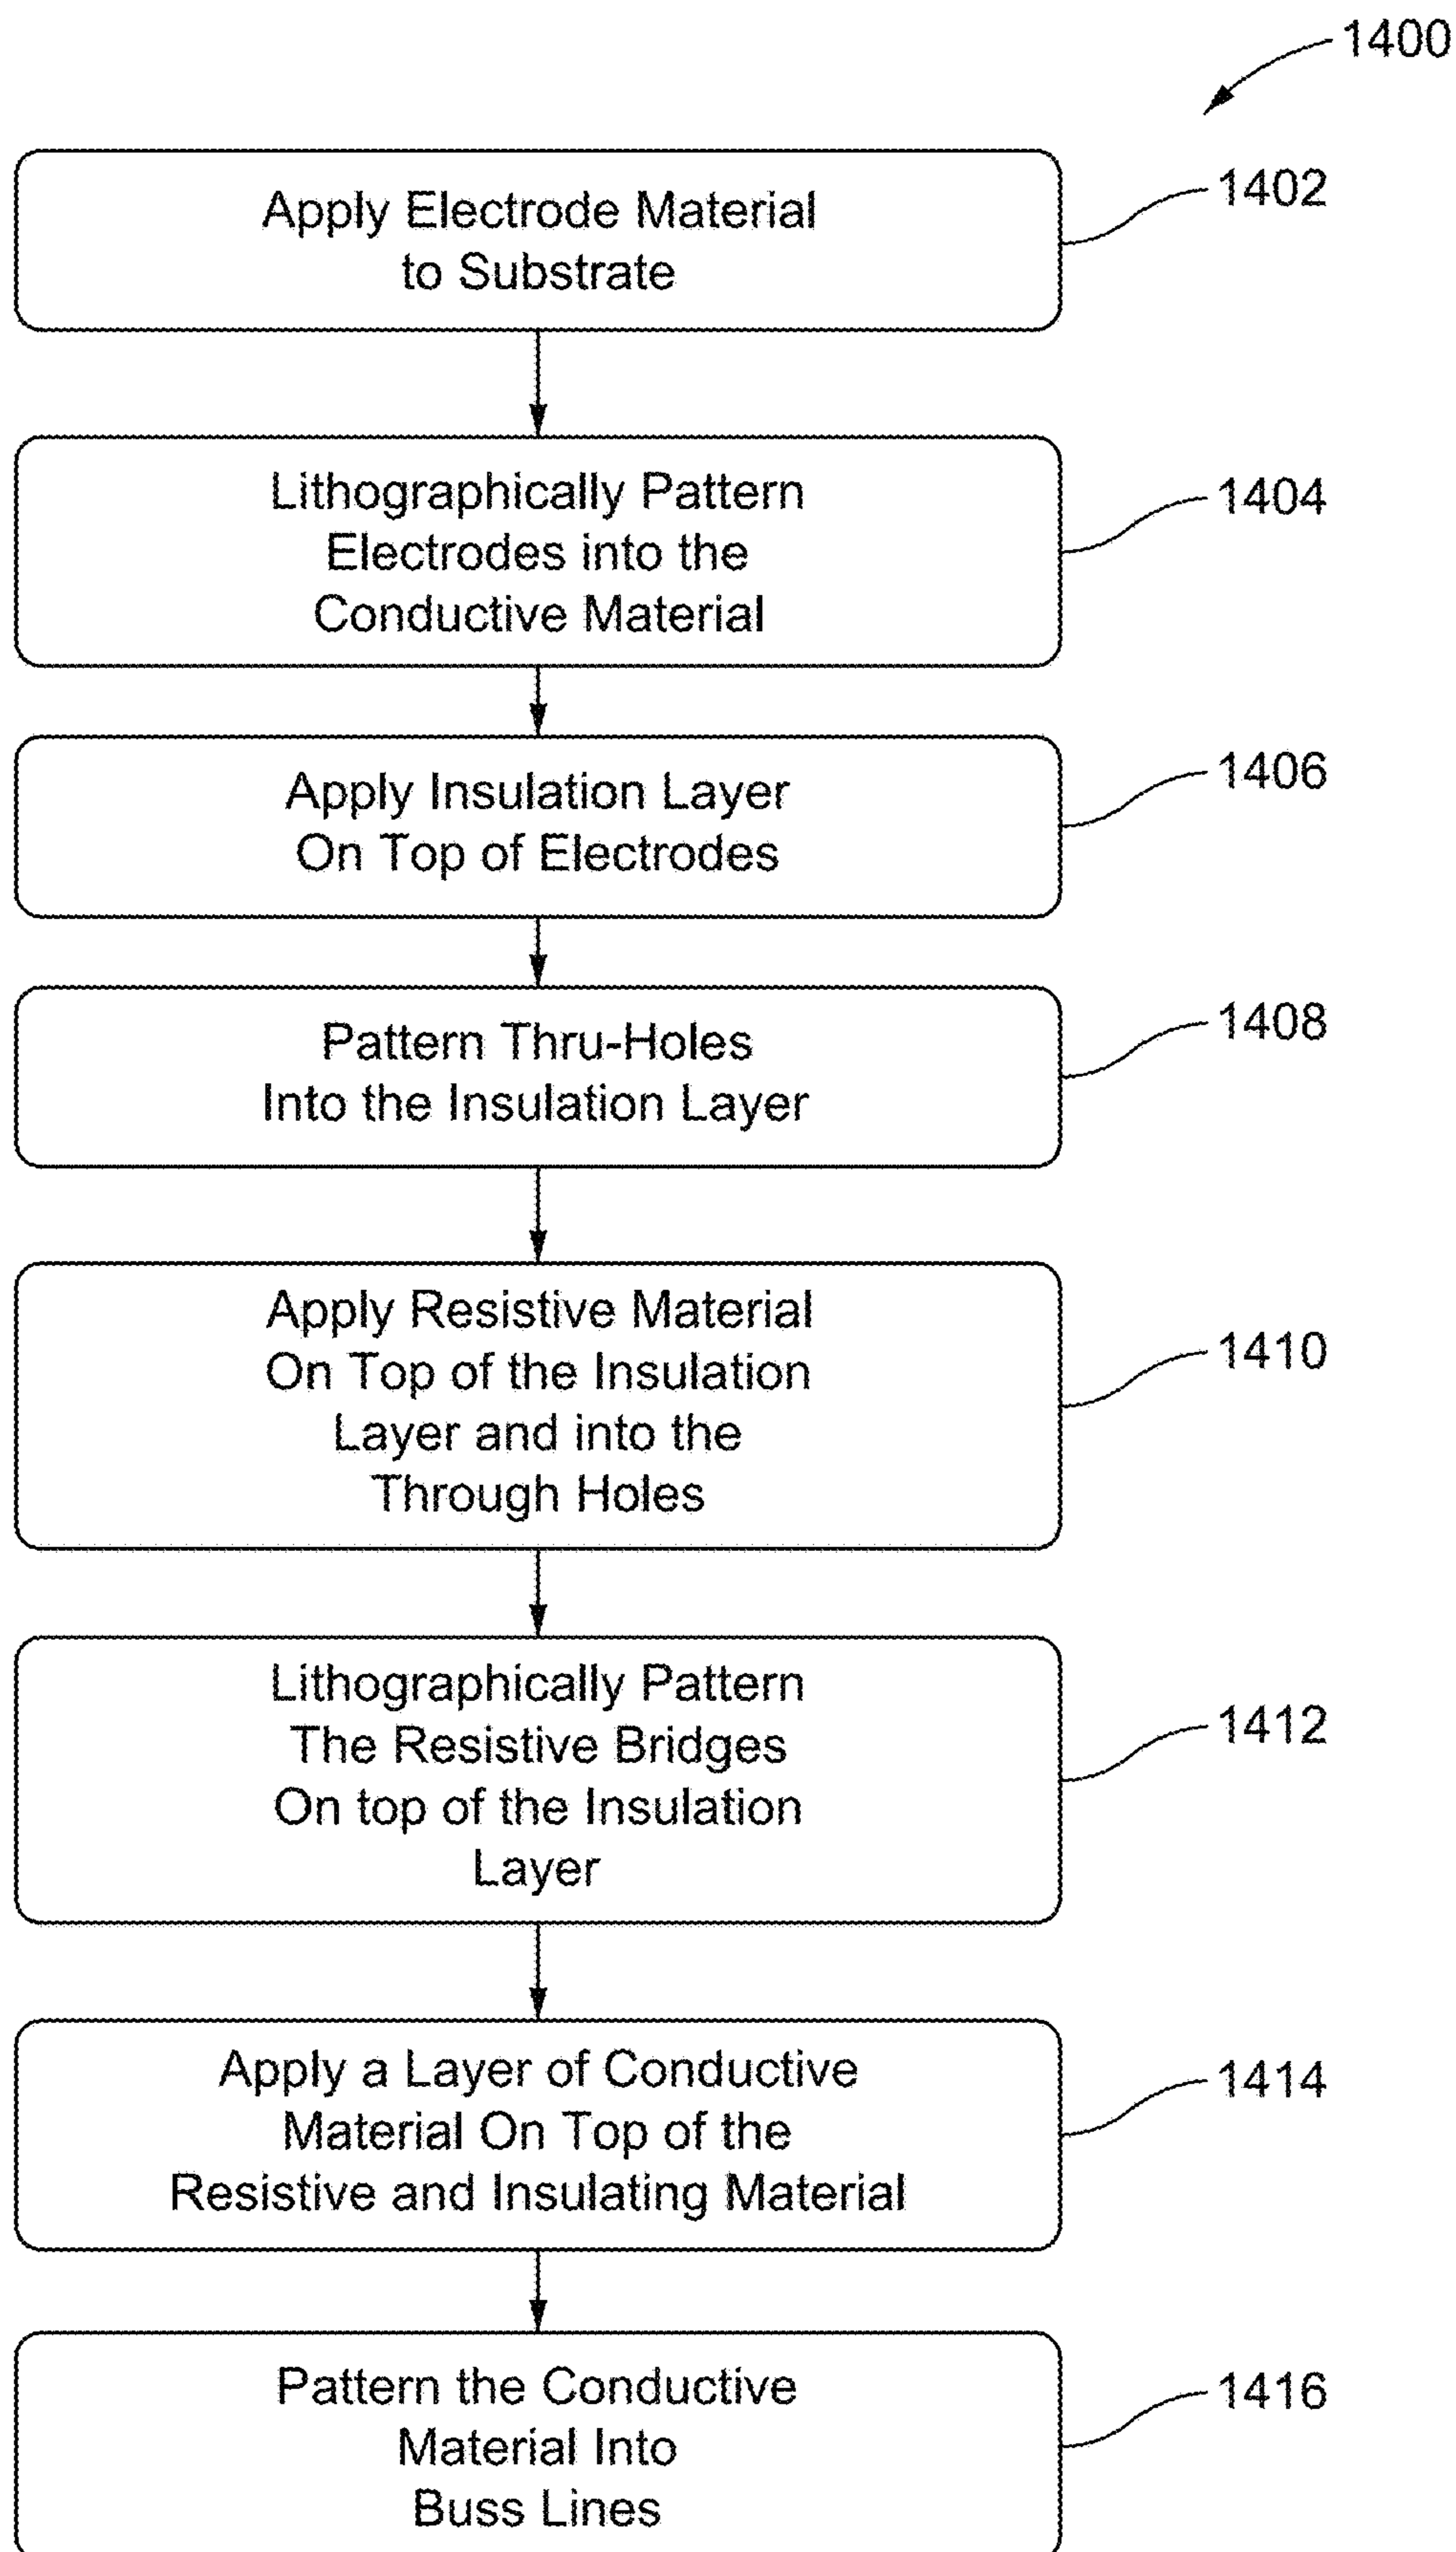 1400
Apply Electrode Material
to Substrate
1402
Lithographically Pattern
Electrodes into the
Conductive Material
1404
Apply Insulation Layer
On Top of Electrodes
1406
Pattern Thru-Holes
Into the Insulation Layer
1408
Apply Resistive Material
On Top of the Insulation
Layer and into the
Through Holes
1410
Lithographically Pattern
The Resistive Bridges
On top of the Insulation
Layer
1412
Apply a Layer of Conductive
Material On Top of the
Resistive and Insulating Material
1414
Pattern the Conductive
Material Into
Buss Lines
1416